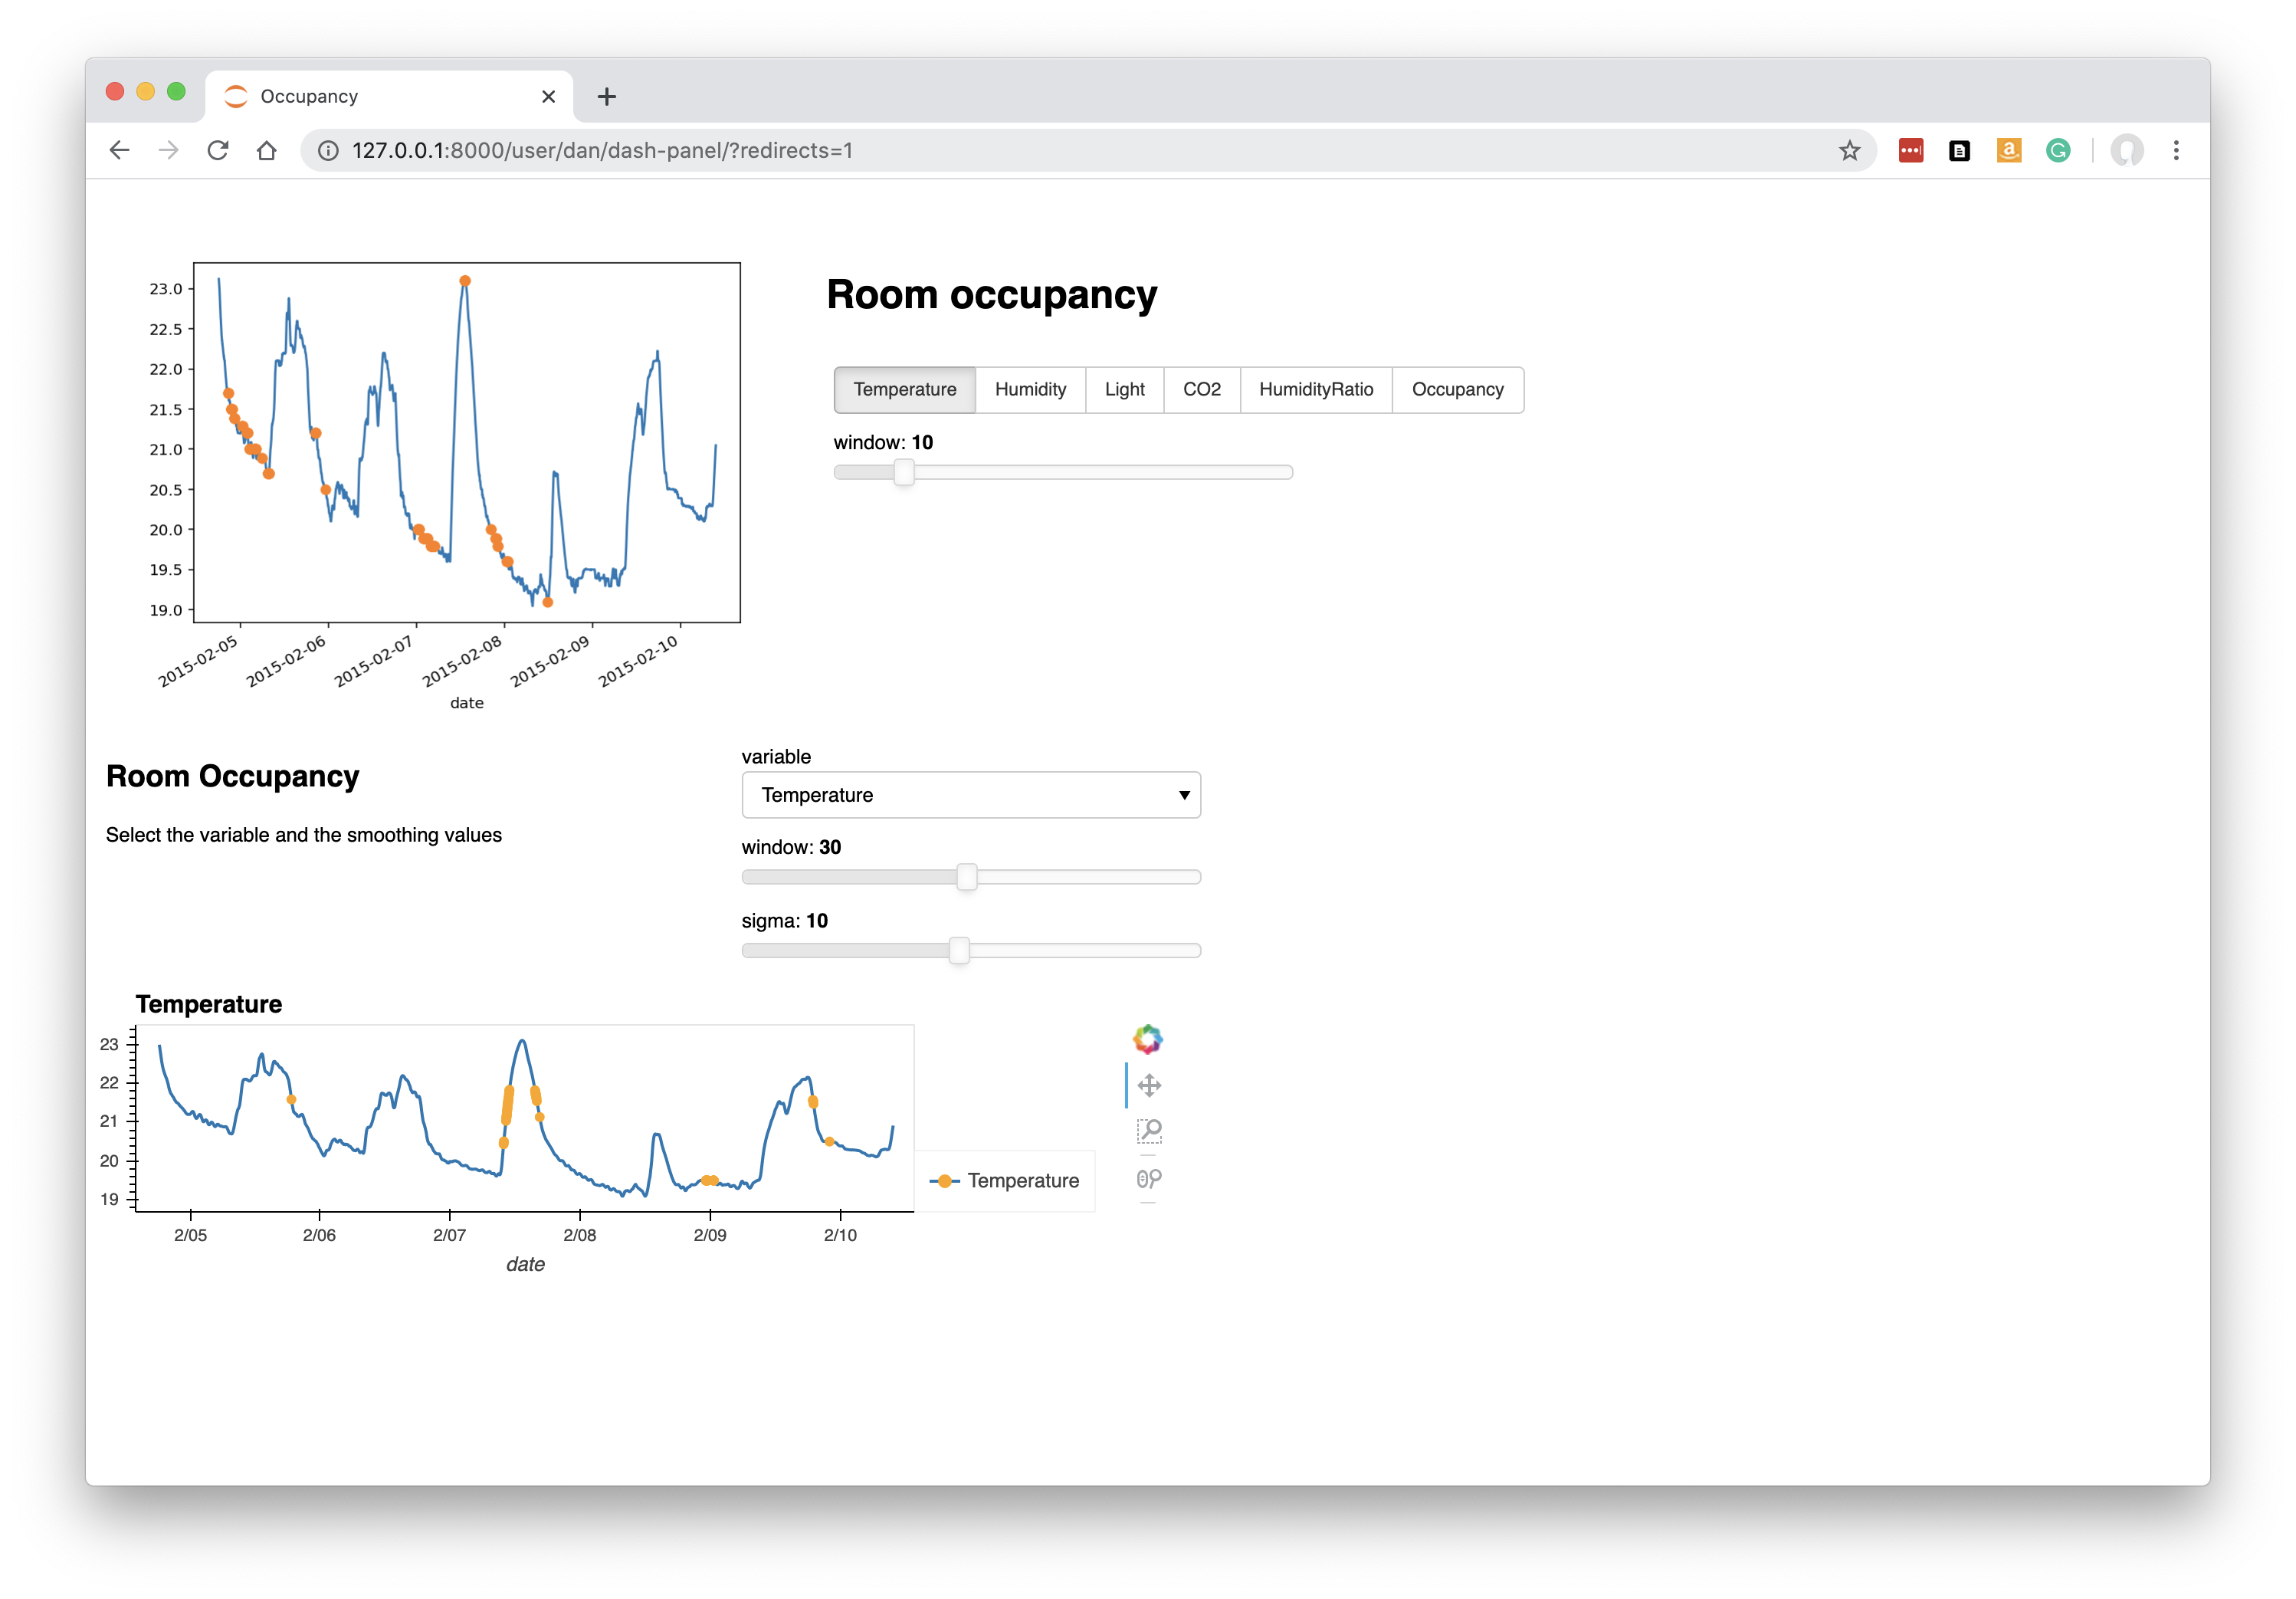 Occupancy
127.0.0.1:8000/user/dan/dash-panel/?redirects=1
23.0
22.5
22.0
21.5
21.0
20.5
20.0
19.5
19.0
2015-02-05
2015-02-06
2015-02-07
2015-02-08
2015-02-09
2015-02-10
date
Room occupancy
Temperature Humidity Light CO2 HumidityRatio Occupancy
window: 10
Room Occupancy
Select the variable and the smoothing values
variable
Temperature
window: 30
sigma: 10
Temperature
23
22
21
20
19
2/05 2/06 2/07 2/08 2/09 2/10
date
Temperature